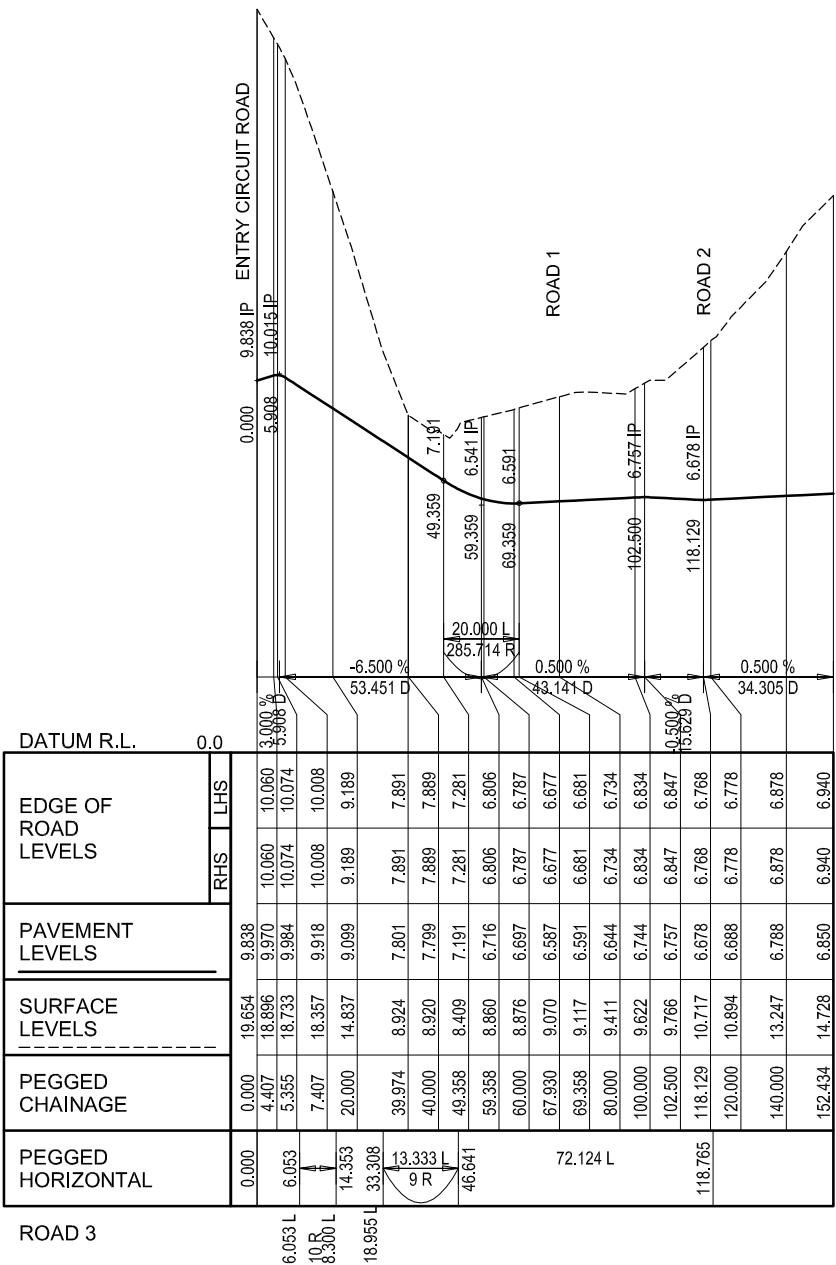 ENTRY CIRCUIT ROAD
ROAD 1
ROAD 2
0.000 9.838 IP
5.908 10.015 IP
49.359 7.191
59.359 6.541 IP
69.359 6.591
102.500 6.757 IP
118.129 6.678 IP
20.000 L
285.714 R
3.000 %
5.908 D
-6.500 %
53.451 D
0.500 %
43.141 D
-0.500 %
15.629 D
0.500 %
34.305 D
DATUM R.L. 0.0
EDGE OF
ROAD
LEVELS
LHS
10.060 10.074 10.008 9.189 7.891 7.889 7.281 6.806 6.787 6.677 6.681 6.734 6.834 6.847 6.768 6.778 6.878 6.940
RHS
10.060 10.074 10.008 9.189 7.891 7.889 7.281 6.806 6.787 6.677 6.681 6.734 6.834 6.847 6.768 6.778 6.878 6.940
PAVEMENT
LEVELS
9.838 9.970 9.984 9.918 9.099 7.801 7.799 7.191 6.716 6.697 6.587 6.591 6.644 6.744 6.757 6.678 6.688 6.788 6.850
SURFACE
LEVELS
19.654 18.896 18.733 18.357 14.837 8.924 8.920 8.409 8.860 8.876 9.070 9.117 9.411 9.622 9.766 10.717 10.894 13.247 14.728
PEGGED
CHAINAGE
0.000 4.407 5.355 7.407 20.000 39.974 40.000 49.358 59.358 60.000 67.930 69.358 80.000 100.000 102.500 118.129 120.000 140.000 152.434
PEGGED
HORIZONTAL
0.000 6.053 14.353 33.308 13.333 L 46.641 72.124 L 118.765
9 R
ROAD 3
6.053 L
10 R
8.300 L
18.955 L